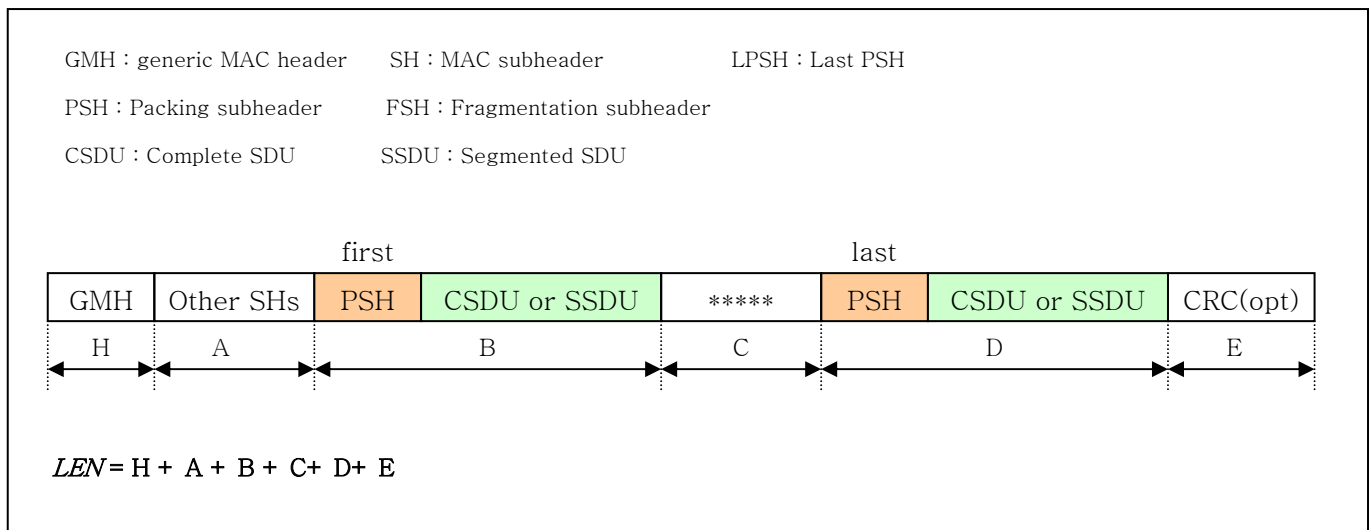 GMH : generic MAC header SH : MAC subheader LPSH : Last PSH
PSH : Packing subheader FSH : Fragmentation subheader
CSDU : Complete SDU SSDU : Segmented SDU
first last
GMH Other SHs PSH CSDU or SSDU ***** PSH CSDU or SSDU CRC(opt)
H A B C D E
LEN = H + A + B + C+ D+ E